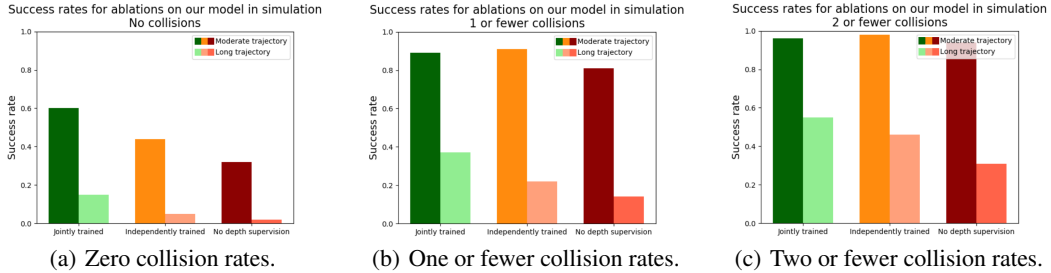 Success rates for ablations on our model in simulation
No collisions
Success rate
1.0
0.8
0.6
0.4
0.2
0.0
Moderate trajectory
Long trajectory
Jointly trained
Independently trained
No depth supervision
(a) Zero collision rates.
Success rates for ablations on our model in simulation
1 or fewer collisions
Success rate
1.0
0.8
0.6
0.4
0.2
0.0
Moderate trajectory
Long trajectory
Jointly trained
Independently trained
No depth supervision
(b) One or fewer collision rates.
Success rates for ablations on our model in simulation
2 or fewer collisions
Success rate
1.0
0.8
0.6
0.4
0.2
0.0
Moderate trajectory
Long trajectory
Jointly trained
Independently trained
No depth supervision
(c) Two or fewer collision rates.